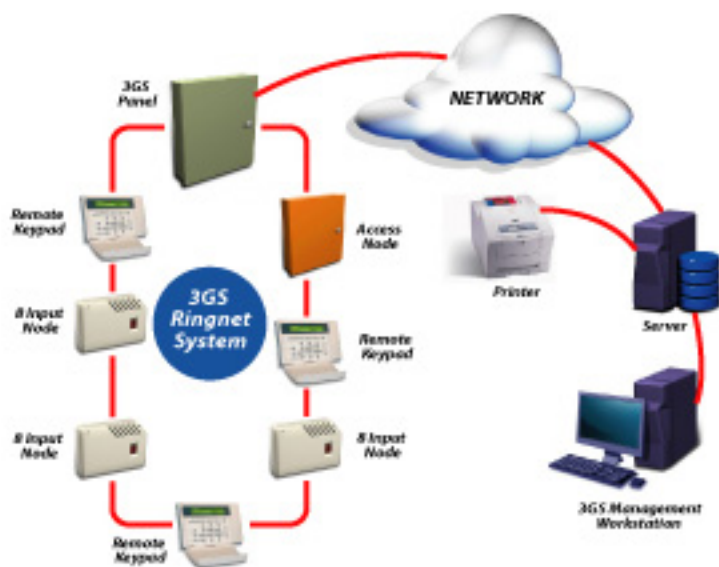 3GS
Panel
NETWORK
Remote
Keypad
Access
Node
Printer
8 Input
Node
3GS
Ringnet
System
Server
Remote
Keypad
8 Input
Node
8 Input
Node
3GS Management
Workstation
Remote
Keypad